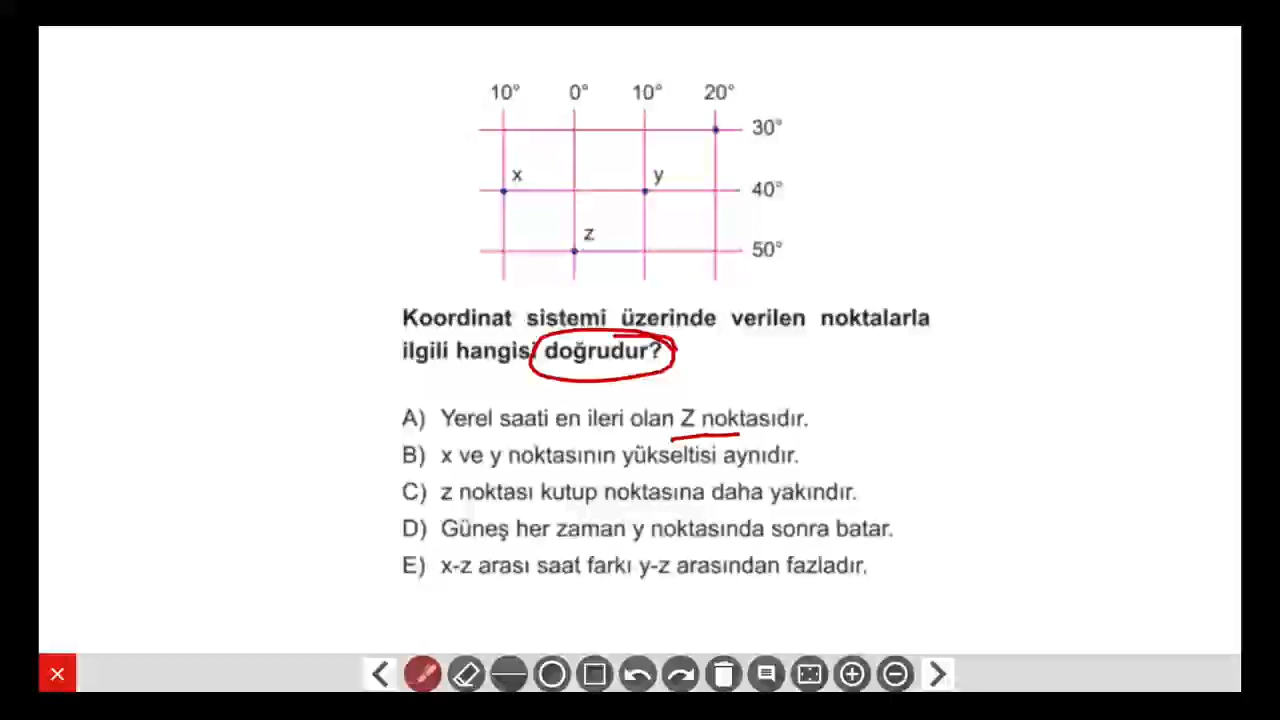 10° 0° 10° 20°
30°
x y 40°
z
50°
Koordinat sistemi üzerinde verilen noktalarla
ilgili hangisi doğrudur?
A) Yerel saati en ileri olan Z noktasıdır.
B) x ve y noktasının yükseltisi aynıdır.
C) z noktası kutup noktasına daha yakındır.
D) Güneş her zaman y noktasında sonra batar.
E) x-z arası saat farkı y-z arasından fazladır.